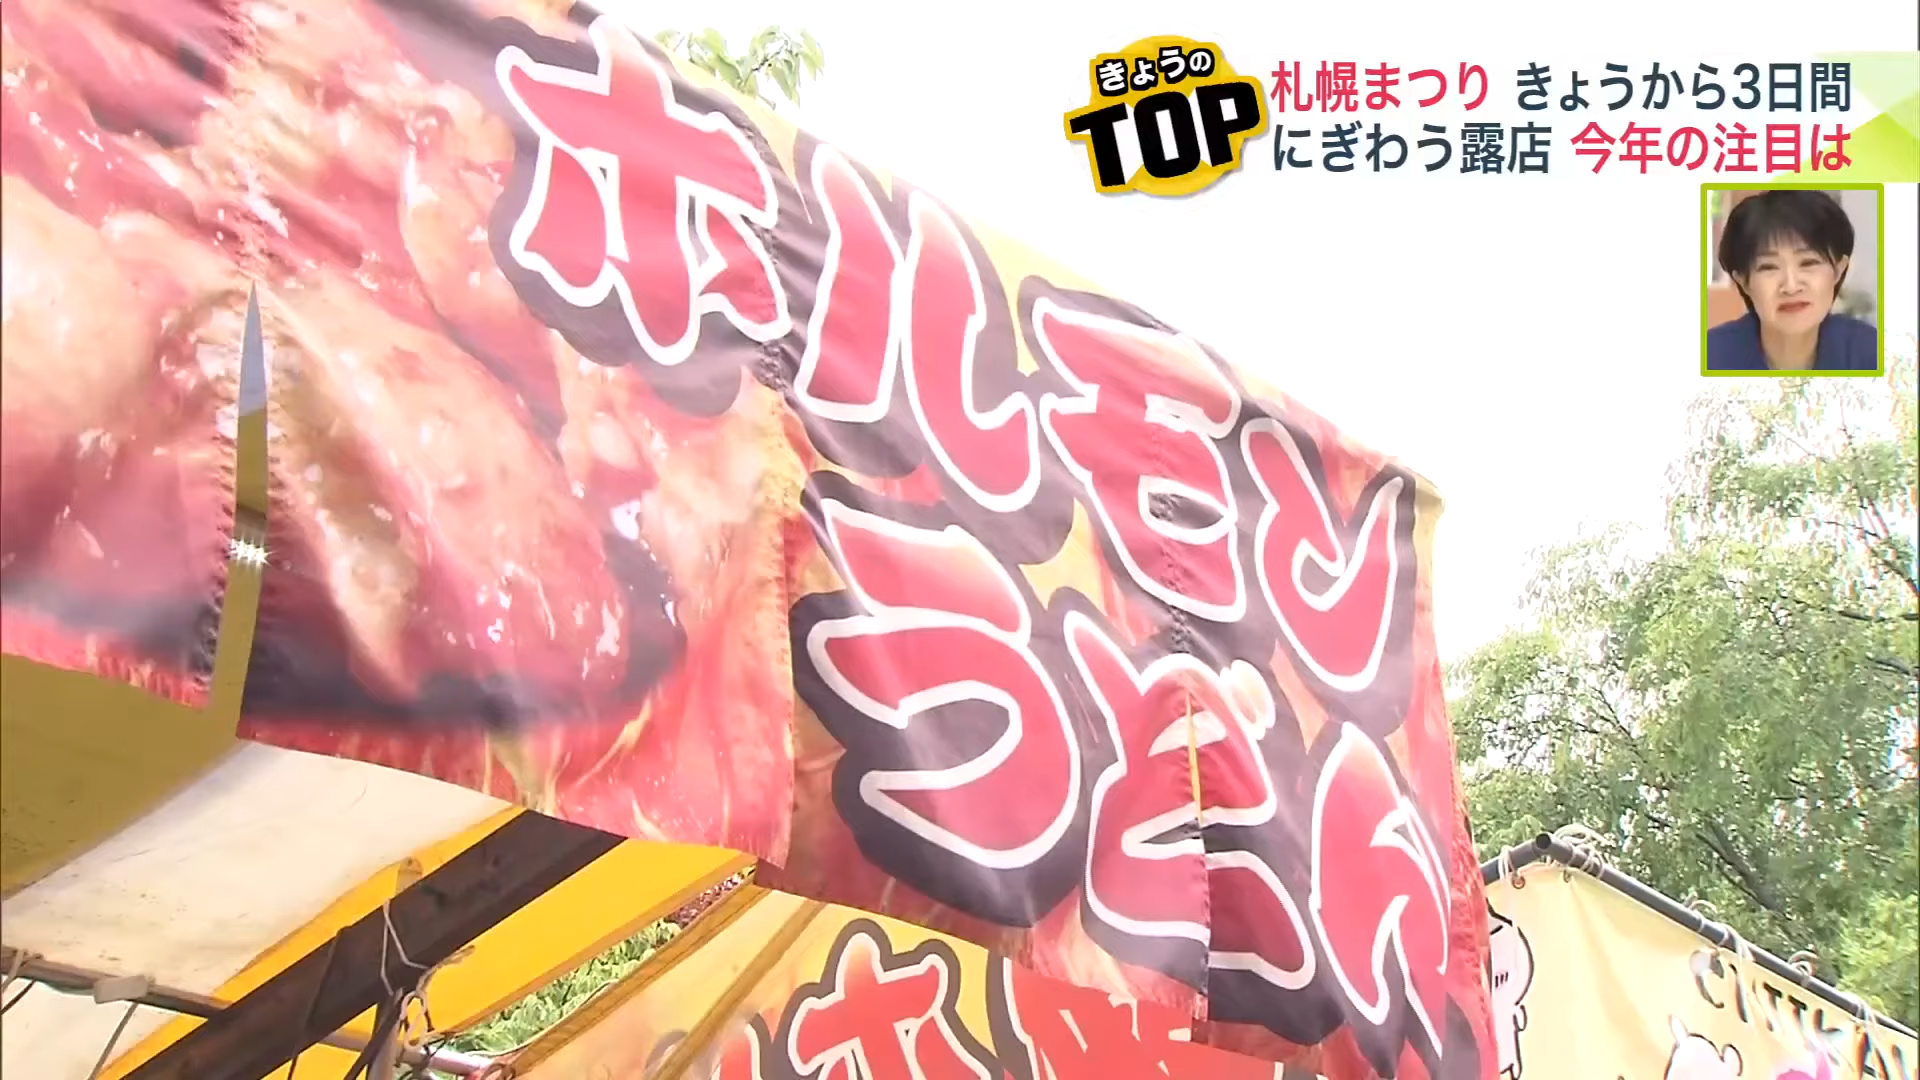 きょうの
TOP
札幌まつり きょうから3日間
にぎわう露店 今年の注目は
ホルモン
うどん
ホ